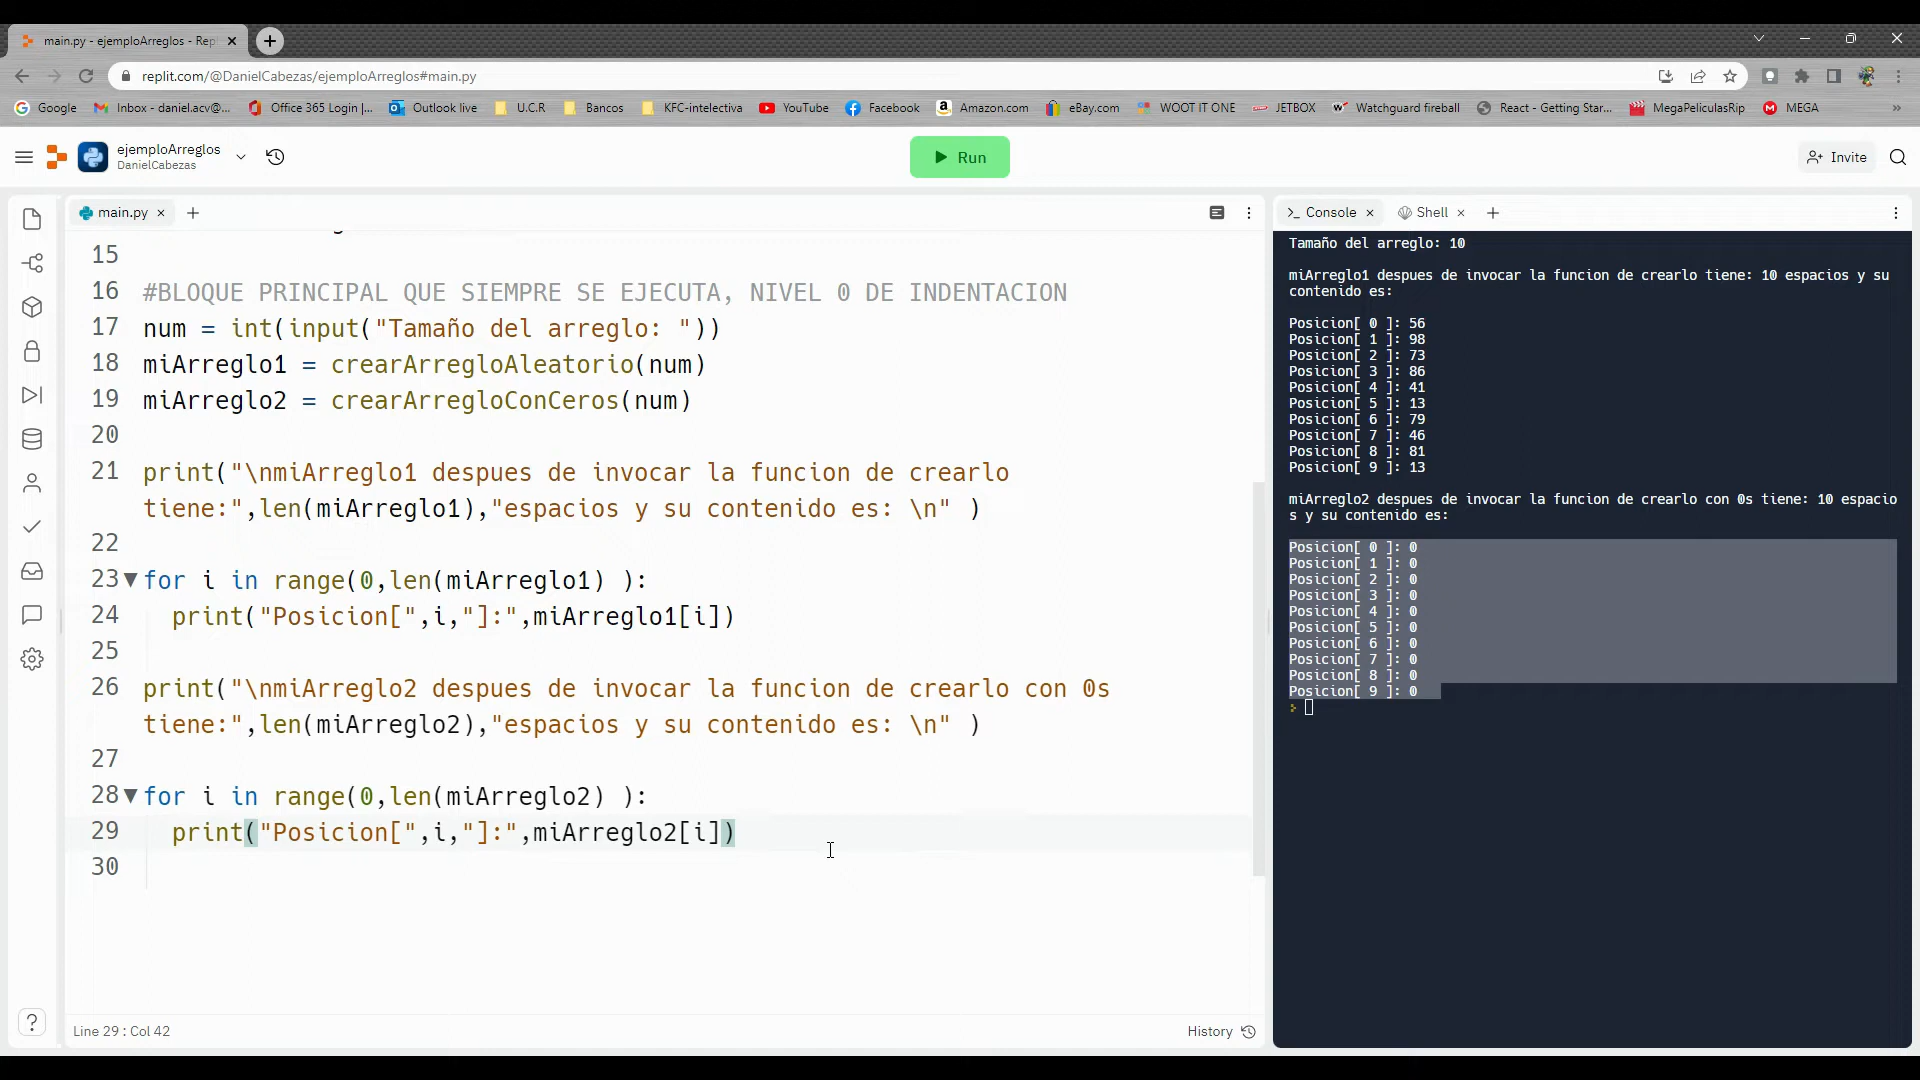 main.py - ejemploArreglos - Rep
replit.com/@DanielCabezas/ejemploArreglos#main.py
Google Inbox - daniel.acv@... Office 365 Login |... Outlook live U.C.R Bancos KFC-intelectiva YouTube Facebook Amazon.com eBay.com WOOT IT ONE JETBOX Watchguard fireball React - Getting Star... MegaPeliculasRip MEGA »
ejemploArreglos
DanielCabezas
Run
Invite
main.py
15
16 #BLOQUE PRINCIPAL QUE SIEMPRE SE EJECUTA, NIVEL 0 DE INDENTACION
17 num = int(input("Tamaño del arreglo: "))
18 miArreglo1 = crearArregloAleatorio(num)
19 miArreglo2 = crearArregloConCeros(num)
20
21 print("\nmiArreglo1 despues de invocar la funcion de crearlo
tiene:",len(miArreglo1),"espacios y su contenido es: \n" )
22
23 for i in range(0,len(miArreglo1) ):
24 print("Posicion[",i,"]:",miArreglo1[i])
25
26 print("\nmiArreglo2 despues de invocar la funcion de crearlo con 0s
tiene:",len(miArreglo2),"espacios y su contenido es: \n" )
27
28 for i in range(0,len(miArreglo2) ):
29 print("Posicion[",i,"]:",miArreglo2[i])
30
Line 29 : Col 42
History
Console Shell
Tamaño del arreglo: 10
miArreglo1 despues de invocar la funcion de crearlo tiene: 10 espacios y su
contenido es:
Posicion[ 0 ]: 56
Posicion[ 1 ]: 98
Posicion[ 2 ]: 73
Posicion[ 3 ]: 86
Posicion[ 4 ]: 41
Posicion[ 5 ]: 13
Posicion[ 6 ]: 79
Posicion[ 7 ]: 46
Posicion[ 8 ]: 81
Posicion[ 9 ]: 13
miArreglo2 despues de invocar la funcion de crearlo con 0s tiene: 10 espacio
s y su contenido es:
Posicion[ 0 ]: 0
Posicion[ 1 ]: 0
Posicion[ 2 ]: 0
Posicion[ 3 ]: 0
Posicion[ 4 ]: 0
Posicion[ 5 ]: 0
Posicion[ 6 ]: 0
Posicion[ 7 ]: 0
Posicion[ 8 ]: 0
Posicion[ 9 ]: 0